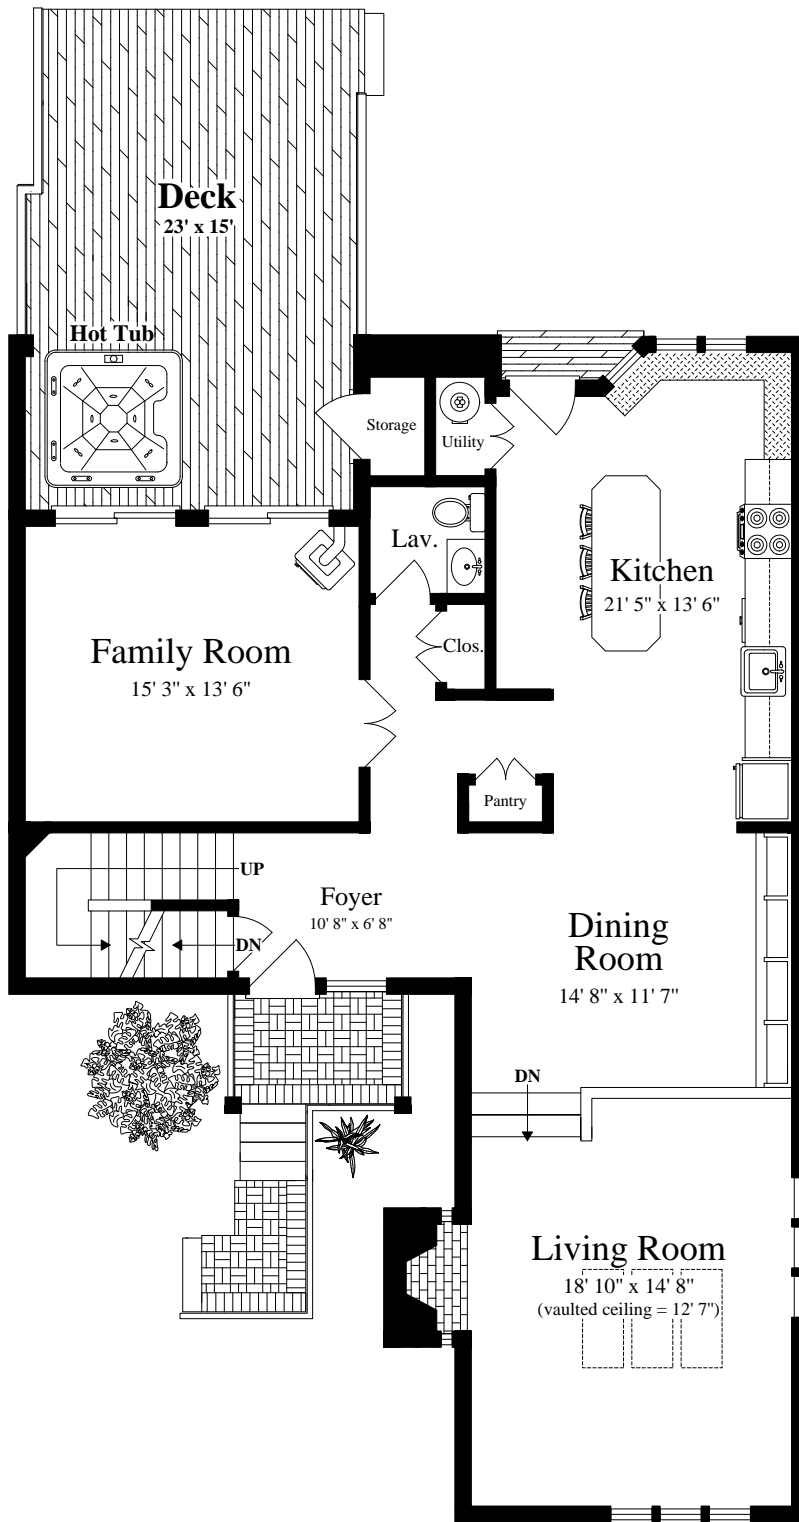 Deck
23' x 15'
Hot Tub
Storage
Utility
Lav.
Kitchen
21' 5" x 13' 6"
Clos.
Family Room
15' 3" x 13' 6"
Pantry
UP
Foyer
10' 8" x 6' 8"
DN
Dining
Room
14' 8" x 11' 7"
DN
Living Room
18' 10" x 14' 8"
(vaulted ceiling = 12' 7")